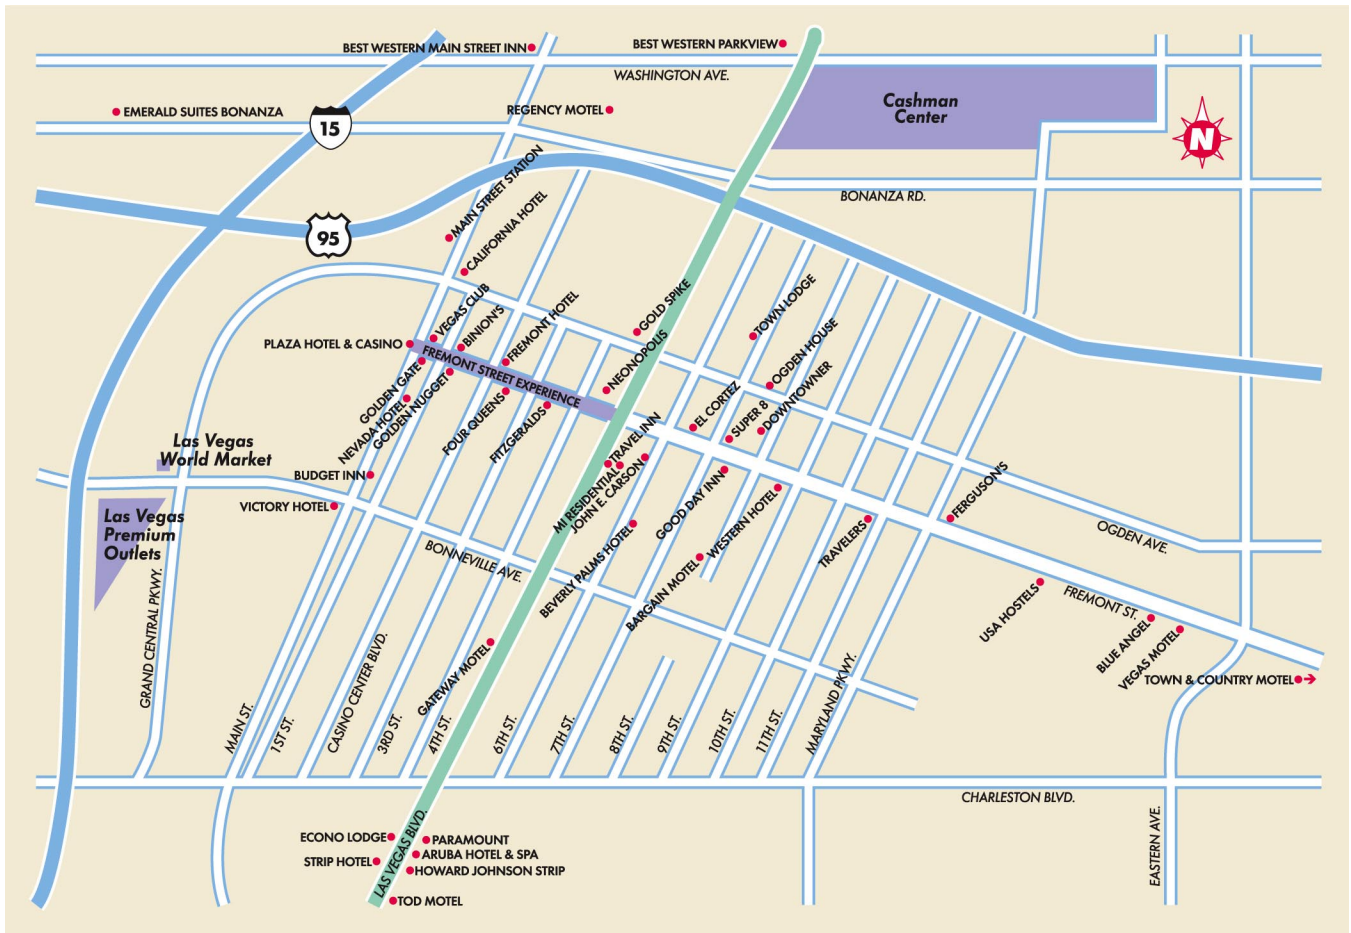 BEST WESTERN MAIN STREET INN
BEST WESTERN PARKVIEW
WASHINGTON AVE.
Cashman
Center
EMERALD SUITES BONANZA
15
REGENCY MOTEL
N
MAIN STREET STATION
BONANZA RD.
95
CALIFORNIA HOTEL
VEGAS CLUB
BINION'S
FREMONT HOTEL
GOLD SPIKE
TOWN LODGE
PLAZA HOTEL & CASINO
FREMONT STREET EXPERIENCE
NEONOPOLIS
OGDEN HOUSE
GOLDEN GATE
NEVADA HOTEL
GOLDEN NUGGET
FOUR QUEENS
FITZGERALDS
EL CORTEZ
SUPER 8
DOWNTOWNER
Las Vegas
World Market
BUDGET INN
TRAVEL INN
MI RESIDENTIAL
JOHN E. CARSON
VICTORY HOTEL
GOOD DAY INN
WESTERN HOTEL
FERGUSON'S
Las Vegas
Premium
Outlets
BONNEVILLE AVE.
BEVERLY PALMS HOTEL
BARGAIN MOTEL
TRAVELERS
OGDEN AVE.
USA HOSTELS
FREMONT ST.
BLUE ANGEL
VEGAS MOTEL
TOWN & COUNTRY MOTEL
GATEWAY MOTEL
GRAND CENTRAL PKWY.
MAIN ST.
1ST ST.
CASINO CENTER BLVD.
3RD ST.
4TH ST.
6TH ST.
7TH ST.
8TH ST.
9TH ST.
10TH ST.
11TH ST.
MARYLAND PKWY.
CHARLESTON BLVD.
EASTERN AVE.
LAS VEGAS BLVD.
ECONO LODGE
PARAMOUNT
STRIP HOTEL
ARUBA HOTEL & SPA
HOWARD JOHNSON STRIP
TOD MOTEL